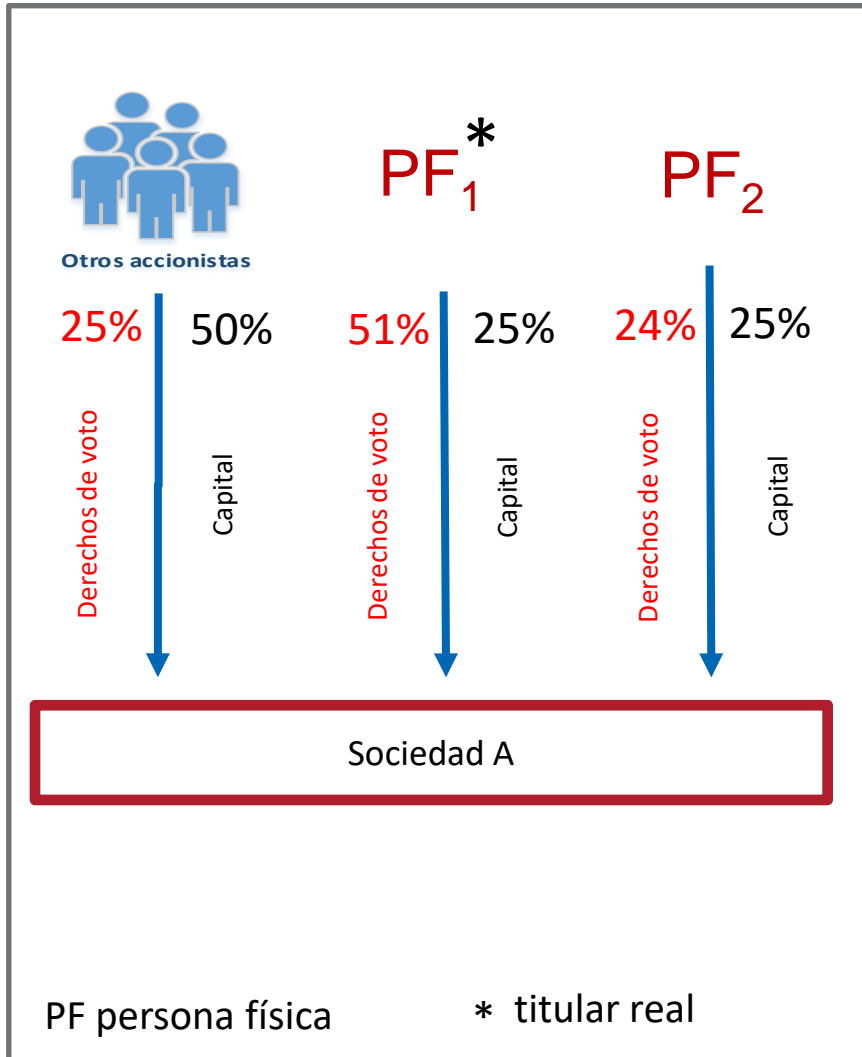 PF1*
PF2
Otros accionistas
25% 50% 51% 25% 24% 25%
Derechos de voto Capital Derechos de voto Capital Derechos de voto Capital
Sociedad A
PF persona física * titular real